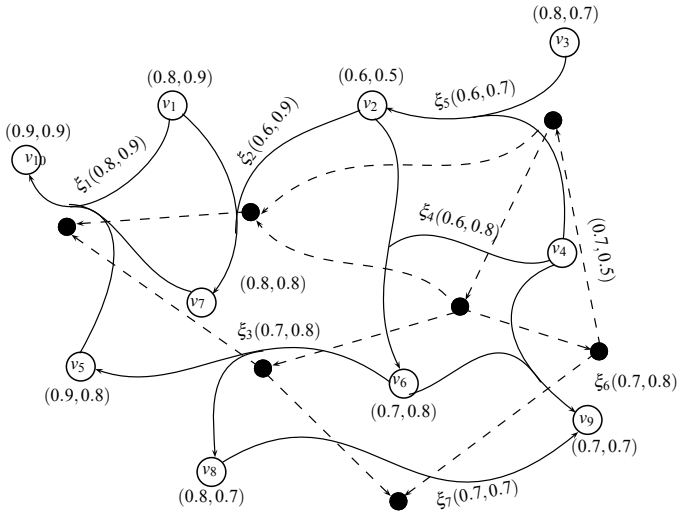 (0.8, 0.7)
v3
(0.8, 0.9)
(0.6, 0.5)
v1
v2
ξ5(0.6, 0.7)
(0.9, 0.9)
v10
ξ1(0.8, 0.9)
ξ2(0.6, 0.9)
ξ4(0.6, 0.8)
v4
(0.7, 0.5)
v7
(0.8, 0.8)
ξ3(0.7, 0.8)
v5
(0.9, 0.8)
v6
(0.7, 0.8)
ξ6(0.7, 0.8)
v9
(0.7, 0.7)
v8
(0.8, 0.7)
ξ7(0.7, 0.7)